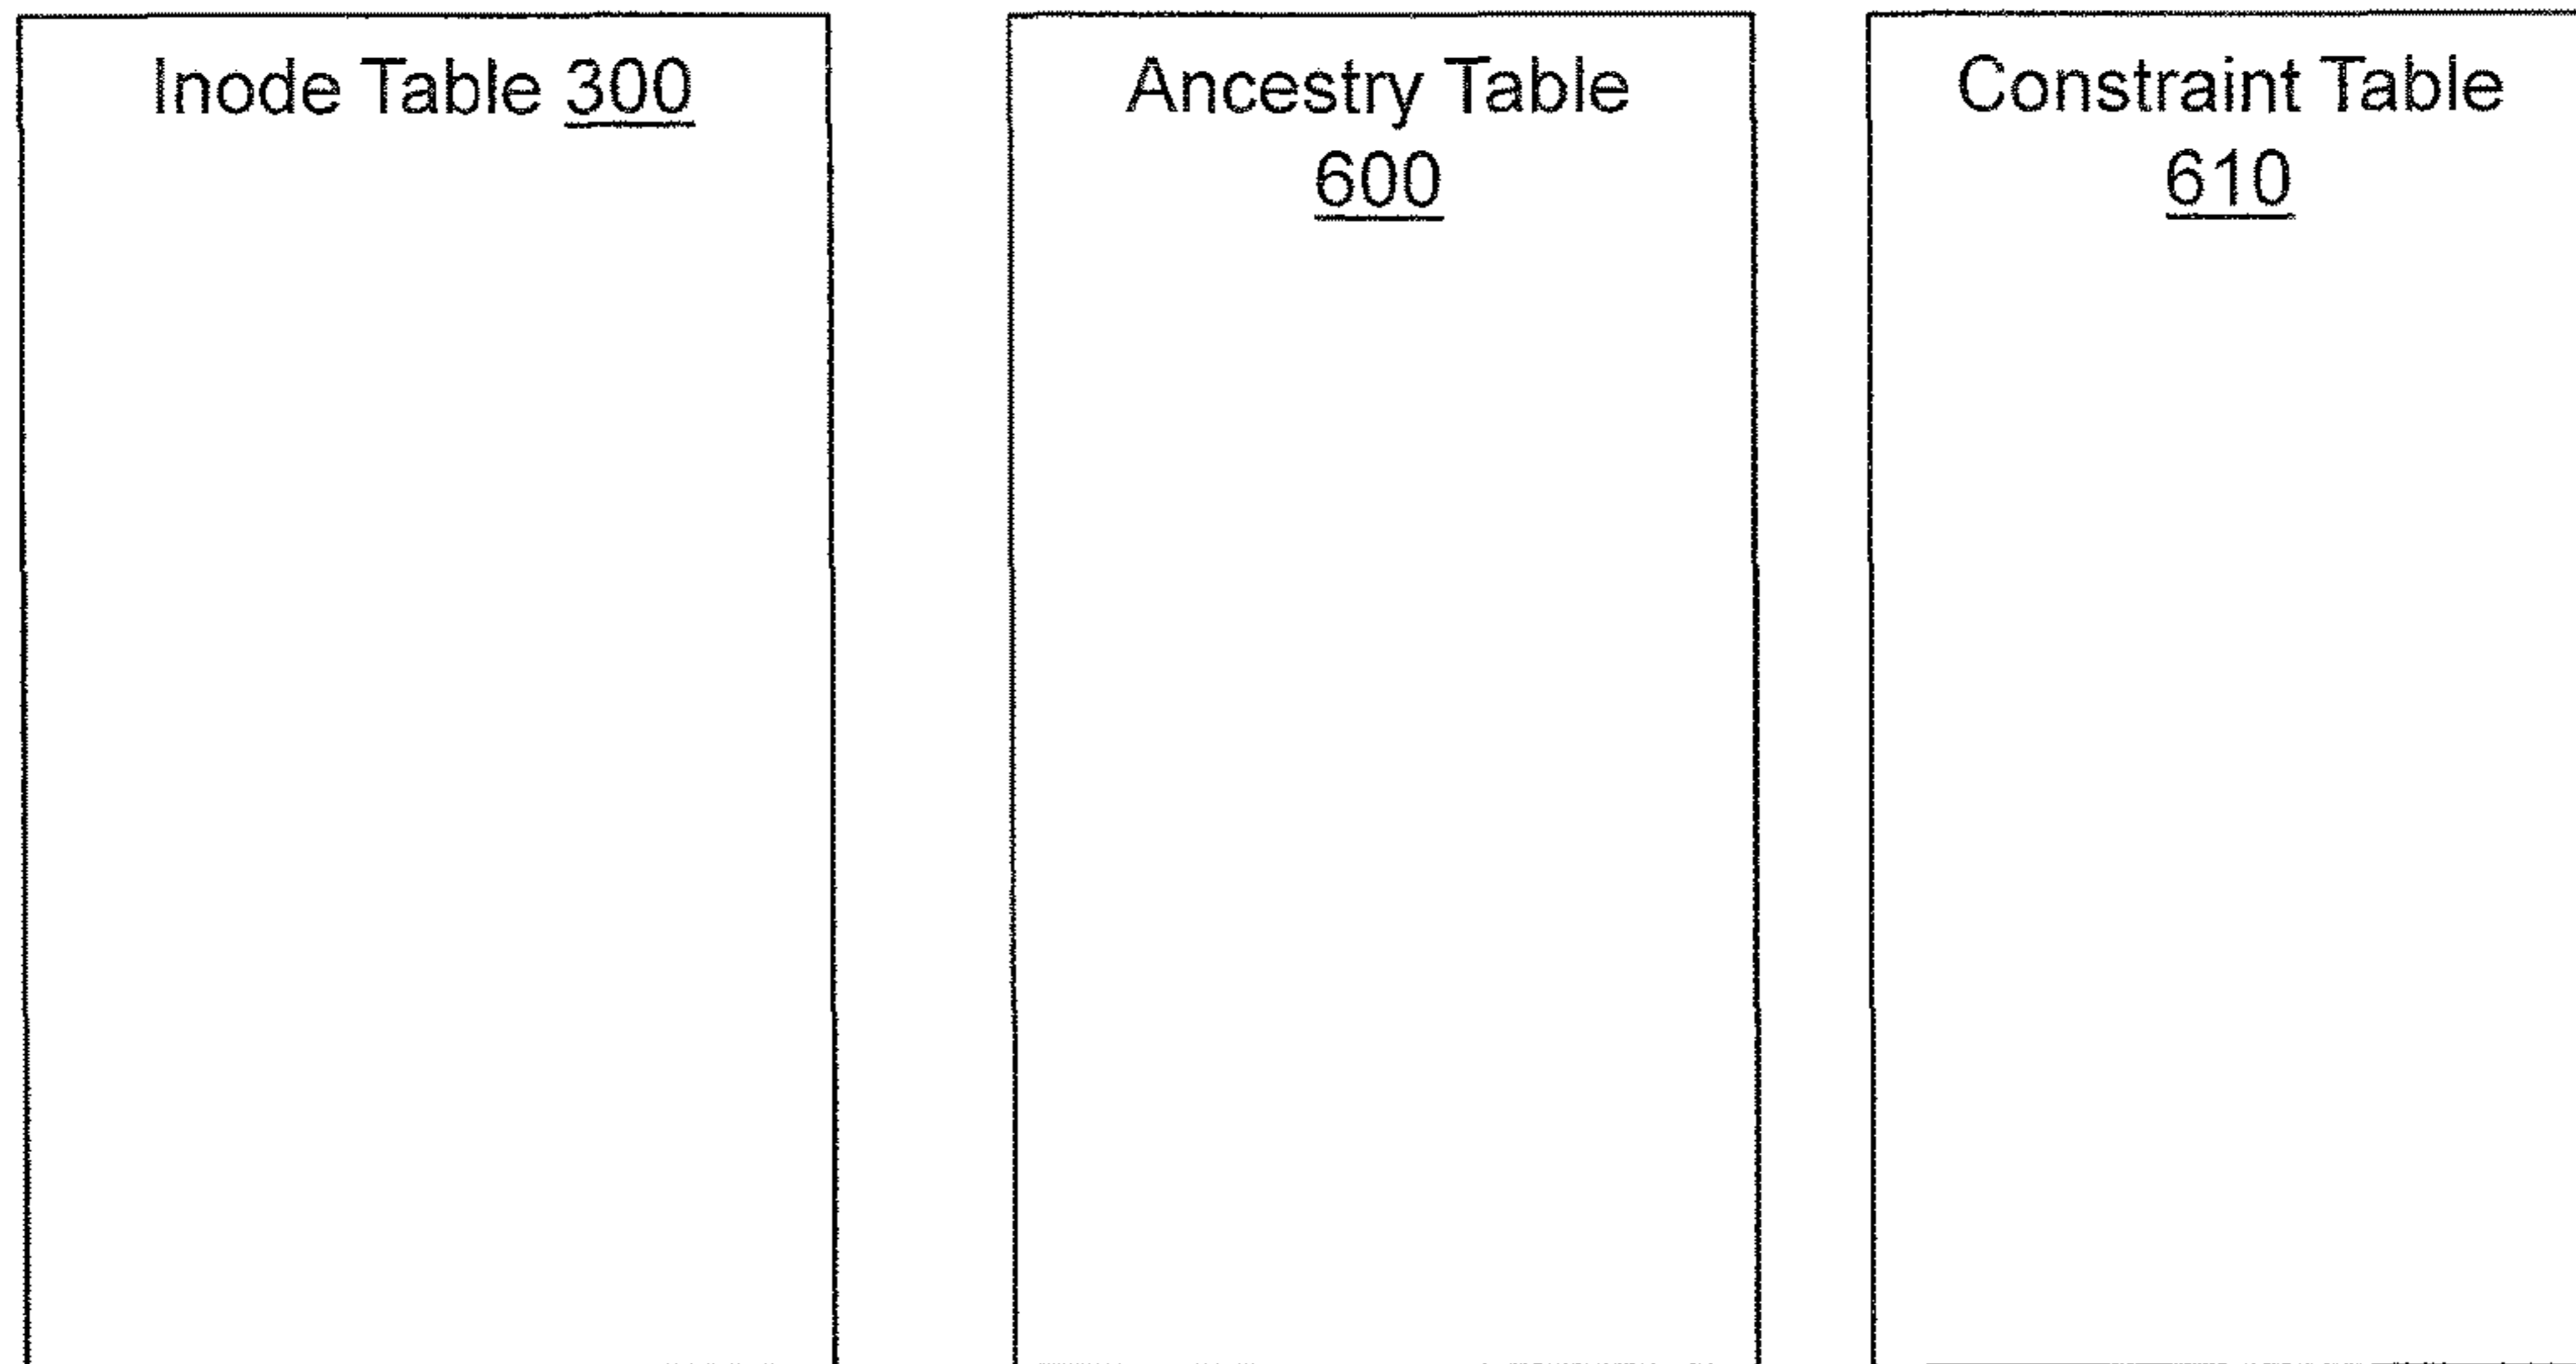 Inode Table 300
Ancestry Table
600
Constraint Table
610